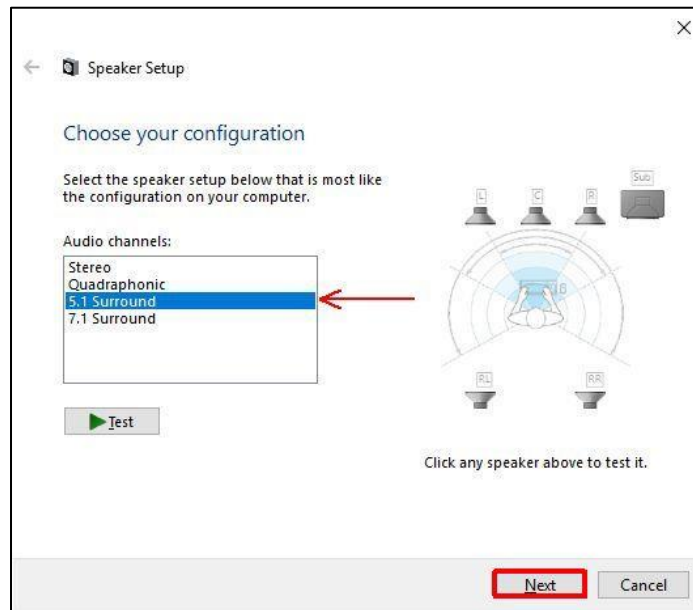 Speaker Setup
Choose your configuration
Select the speaker setup below that is most like
the configuration on your computer.
Audio channels:
Stereo
Quadraphonic
5.1 Surround
7.1 Surround
Test
L
C
R
Sub
RL
RR
Click any speaker above to test it.
Next
Cancel